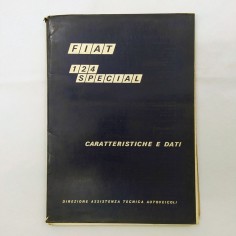 FIAT
124
SPECIAL
CARATTERISTICHE E DATI
DIREZIONE ASSISTENZA TECNICA AUTOVEICOLI